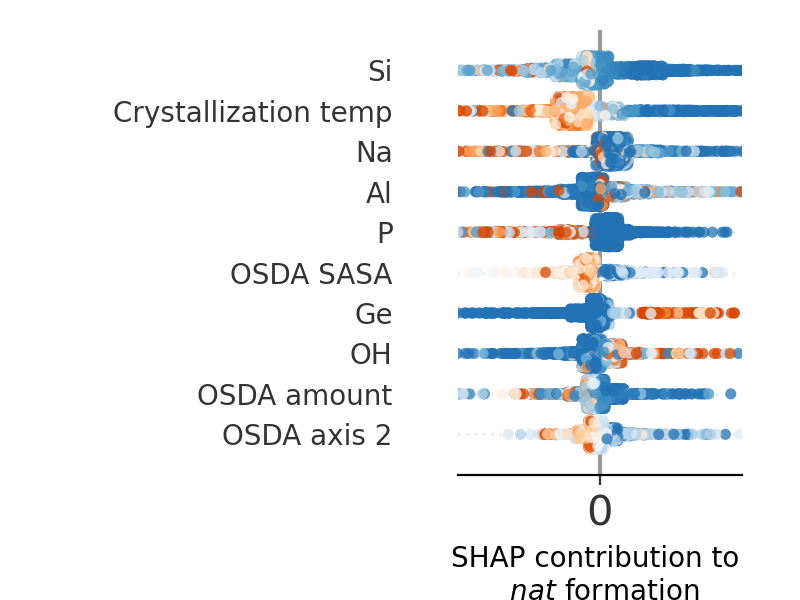 Si
Crystallization temp
Na
Al
P
OSDA SASA
Ge
OH
OSDA amount
OSDA axis 2
0
SHAP contribution to
nat formation